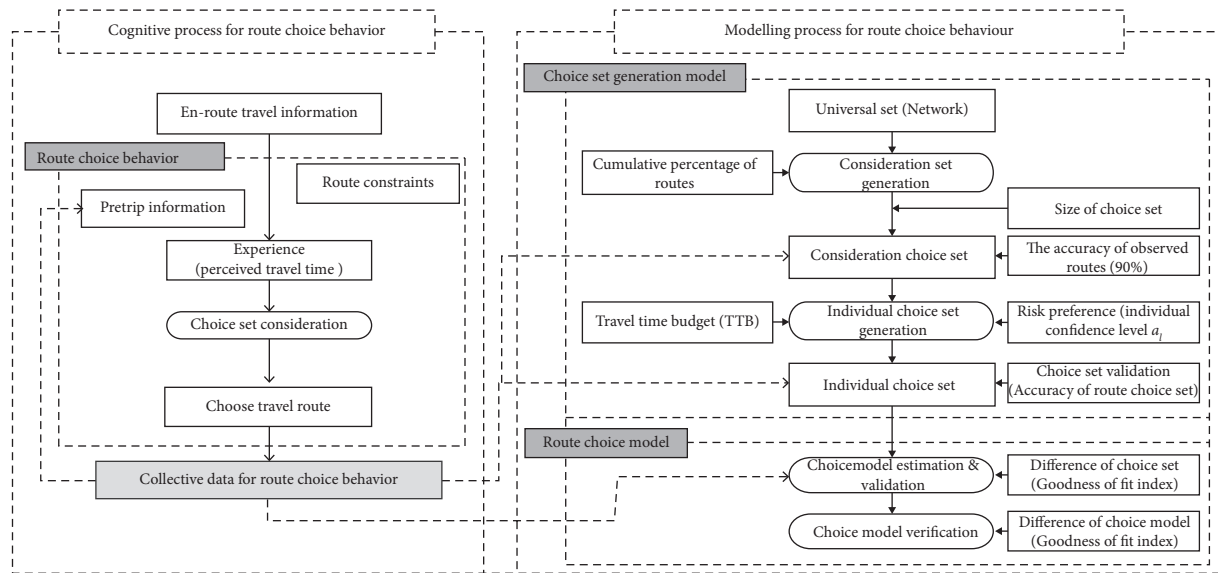 Cognitive process for route choice behavior
En-route travel information
Route choice behavior
Route constraints
Pretrip information
Experience
(perceived travel time )
Choice set consideration
Choose travel route
Collective data for route choice behavior
Modelling process for route choice behaviour
Choice set generation model
Universal set (Network)
Cumulative percentage of
routes
Consideration set
generation
Size of choice set
Consideration choice set
The accuracy of observed
routes (90%)
Travel time budget (TTB)
Individual choice set
generation
Risk preference (individual
confidence level ai
Individual choice set
Choice set validation
(Accuracy of route choice set)
Route choice model
Choicemodel estimation &
validation
Difference of choice set
(Goodness of fit index)
Choice model verification
Difference of choice model
(Goodness of fit index)